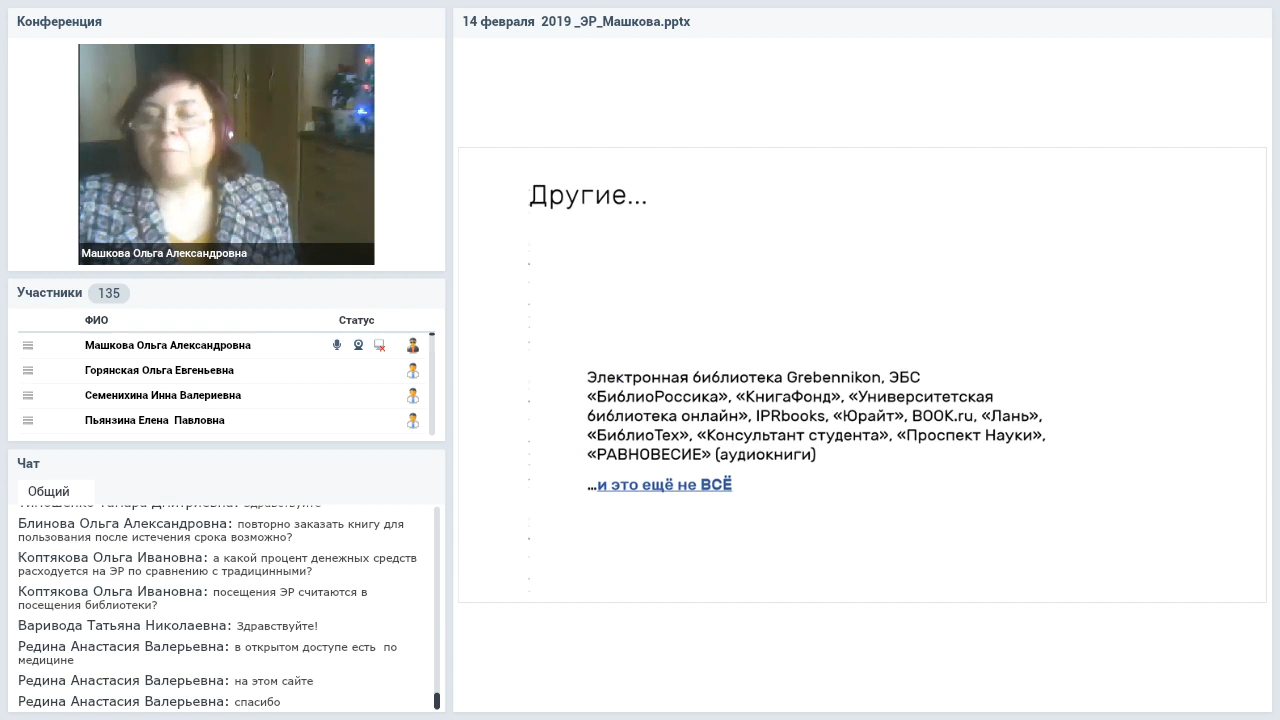 Конференция
Машкова Ольга Александровна
Участники 135
ФИО Статус
Машкова Ольга Александровна
Горянская Ольга Евгеньевна
Семенихина Инна Валериевна
Пьянзина Елена Павловна
Чат
Общий
Блинова Ольга Александровна: повторно заказать книгу для
пользования после истечения срока возможно?
Коптякова Ольга Ивановна: а какой процент денежных средств
расходуется на ЭР по сравнению с традицинными?
Коптякова Ольга Ивановна: посещения ЭР считаются в
посещения библиотеки?
Варивода Татьяна Николаевна: Здравствуйте!
Редина Анастасия Валерьевна: в открытом доступе есть по
медицине
Редина Анастасия Валерьевна: на этом сайте
Редина Анастасия Валерьевна: спасибо
14 февраля 2019 _ЭР_Машкова.pptx
Другие...
Электронная библиотека Grebennikon, ЭБС
«БиблиоРоссика», «КнигаФонд», «Университетская
библиотека онлайн», IPRbooks, «Юрайт», BOOK.ru, «Лань»,
«БиблиоТех», «Консультант студента», «Проспект Науки»,
«РАВНОВЕСИЕ» (аудиокниги)
...и это ещё не ВСЁ